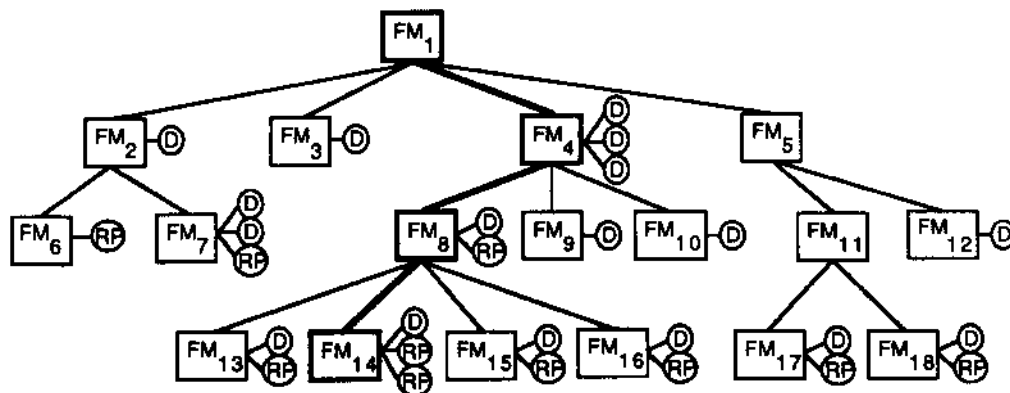 FM1
D
FM2 D
FM3 D
FM4 D
D
FM5
D
FM6 RP
FM7 D
RP
FM8 D
RP
FM9 D
FM10 D
FM11
FM12 D
FM13 D
RP
FM14 D
RP
RP
FM15 D
RP
FM16 D
RP
FM17 D
RP
FM18 D
RP
D